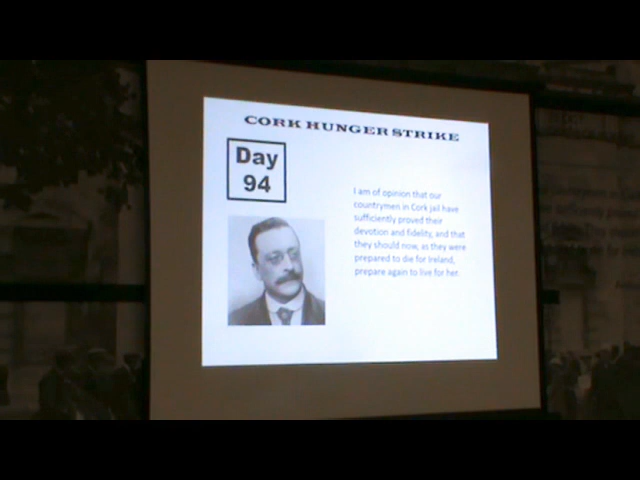 CORK HUNGER STRIKE
Day
94
I am of opinion that our
countrymen in Cork jail have
sufficiently proved their
devotion and fidelity, and that
they should now, as they were
prepared to die for Ireland,
prepare again to live for her.